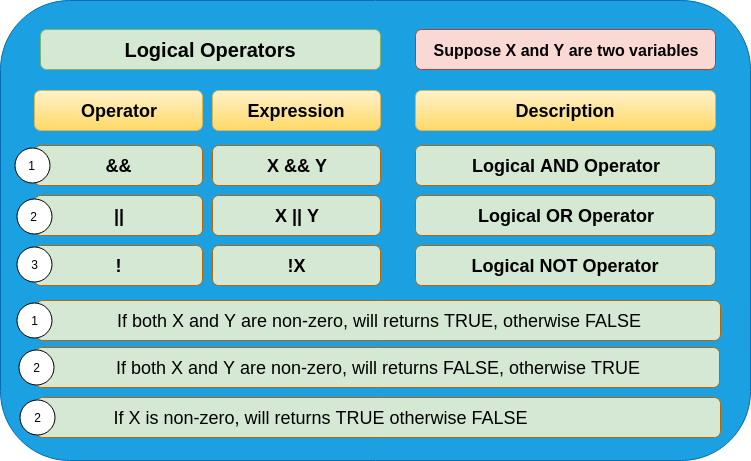 Logical Operators
Suppose X and Y are two variables
Operator Expression Description
1 && X && Y Logical AND Operator
2 || X || Y Logical OR Operator
3 ! !X Logical NOT Operator
1 If both X and Y are non-zero, will returns TRUE, otherwise FALSE
2 If both X and Y are non-zero, will returns FALSE, otherwise TRUE
2 If X is non-zero, will returns TRUE otherwise FALSE